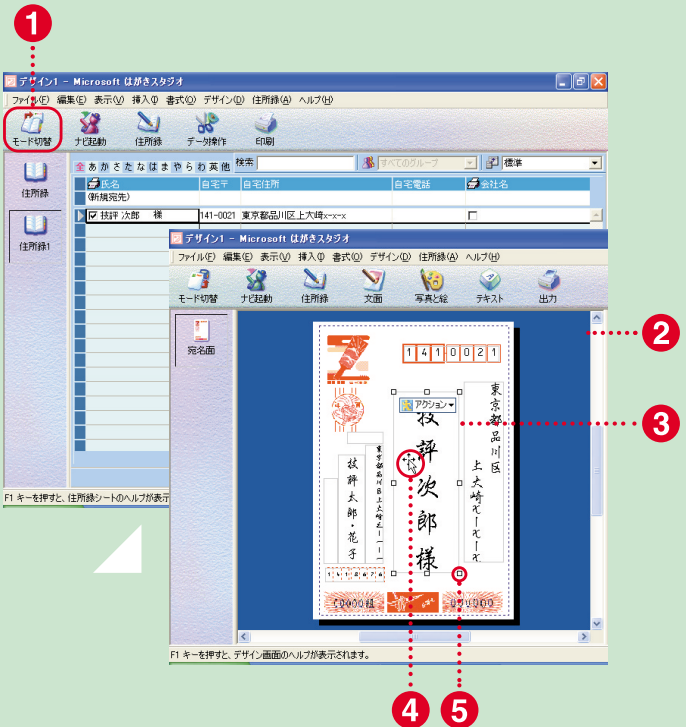 1
デザイン1 - Microsoft はがきスタジオ
ファイル(F) 編集(E) 表示(V) 挿入(I) 書式(O) デザイン(D) 住所録(A) ヘルプ(H)
モード切替 ナビ起動 住所録 データ操作 印刷
全 あ か さ た な は ま や ら わ 英 他 検索 すべてのグループ 標準
氏名 自宅〒 自宅住所 自宅電話 会社名
(新規宛先)
技評 次郎 様 141-0021 東京都品川区上大崎x-x-x
住所録
住所録1
F1 キーを押すと、住所録シートのヘルプが表示
デザイン1 - Microsoft はがきスタジオ
ファイル(F) 編集(E) 表示(V) 挿入(I) 書式(O) デザイン(D) 住所録(A) ヘルプ(H)
モード切替 ナビ起動 住所録 文面 写真と絵 テキスト 出力
宛名面
1410021
東京都品川区
上大崎x-x-x
アクション
技評次郎様
技評太郎・花子
F1 キーを押すと、デザイン画面のヘルプが表示されます。
2
3
4
5